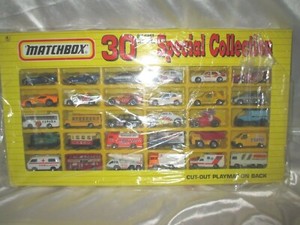 MATCHBOX 30 Special Collection
CUT-OUT PLAYMAT ON BACK